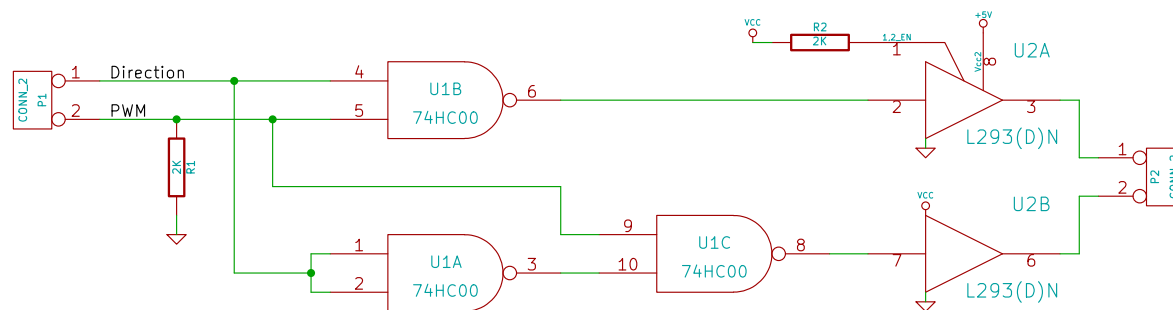 CONN_2
P1
1
Direction
2
PWM
2K
R1
4
5
U1B
74HC00
6
1
2
U1A
74HC00
3
9
10
U1C
74HC00
8
VCC
R2
2K
1,2_EN
1
+5V
Vcc2
8
U2A
2
3
L293(D)N
VCC
U2B
7
6
L293(D)N
1
2
P2
CONN_2